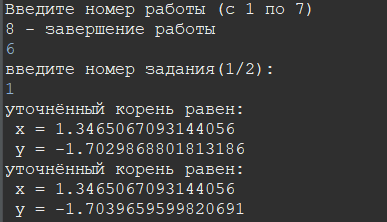 Введите номер работы (с 1 по 7)
8 – завершение работы
6
введите номер задания(1/2):
1
уточнённый корень равен:
x = 1.3465067093144056
y = -1.7029868801813186
уточнённый корень равен:
x = 1.3465067093144056
y = -1.7039659599820691